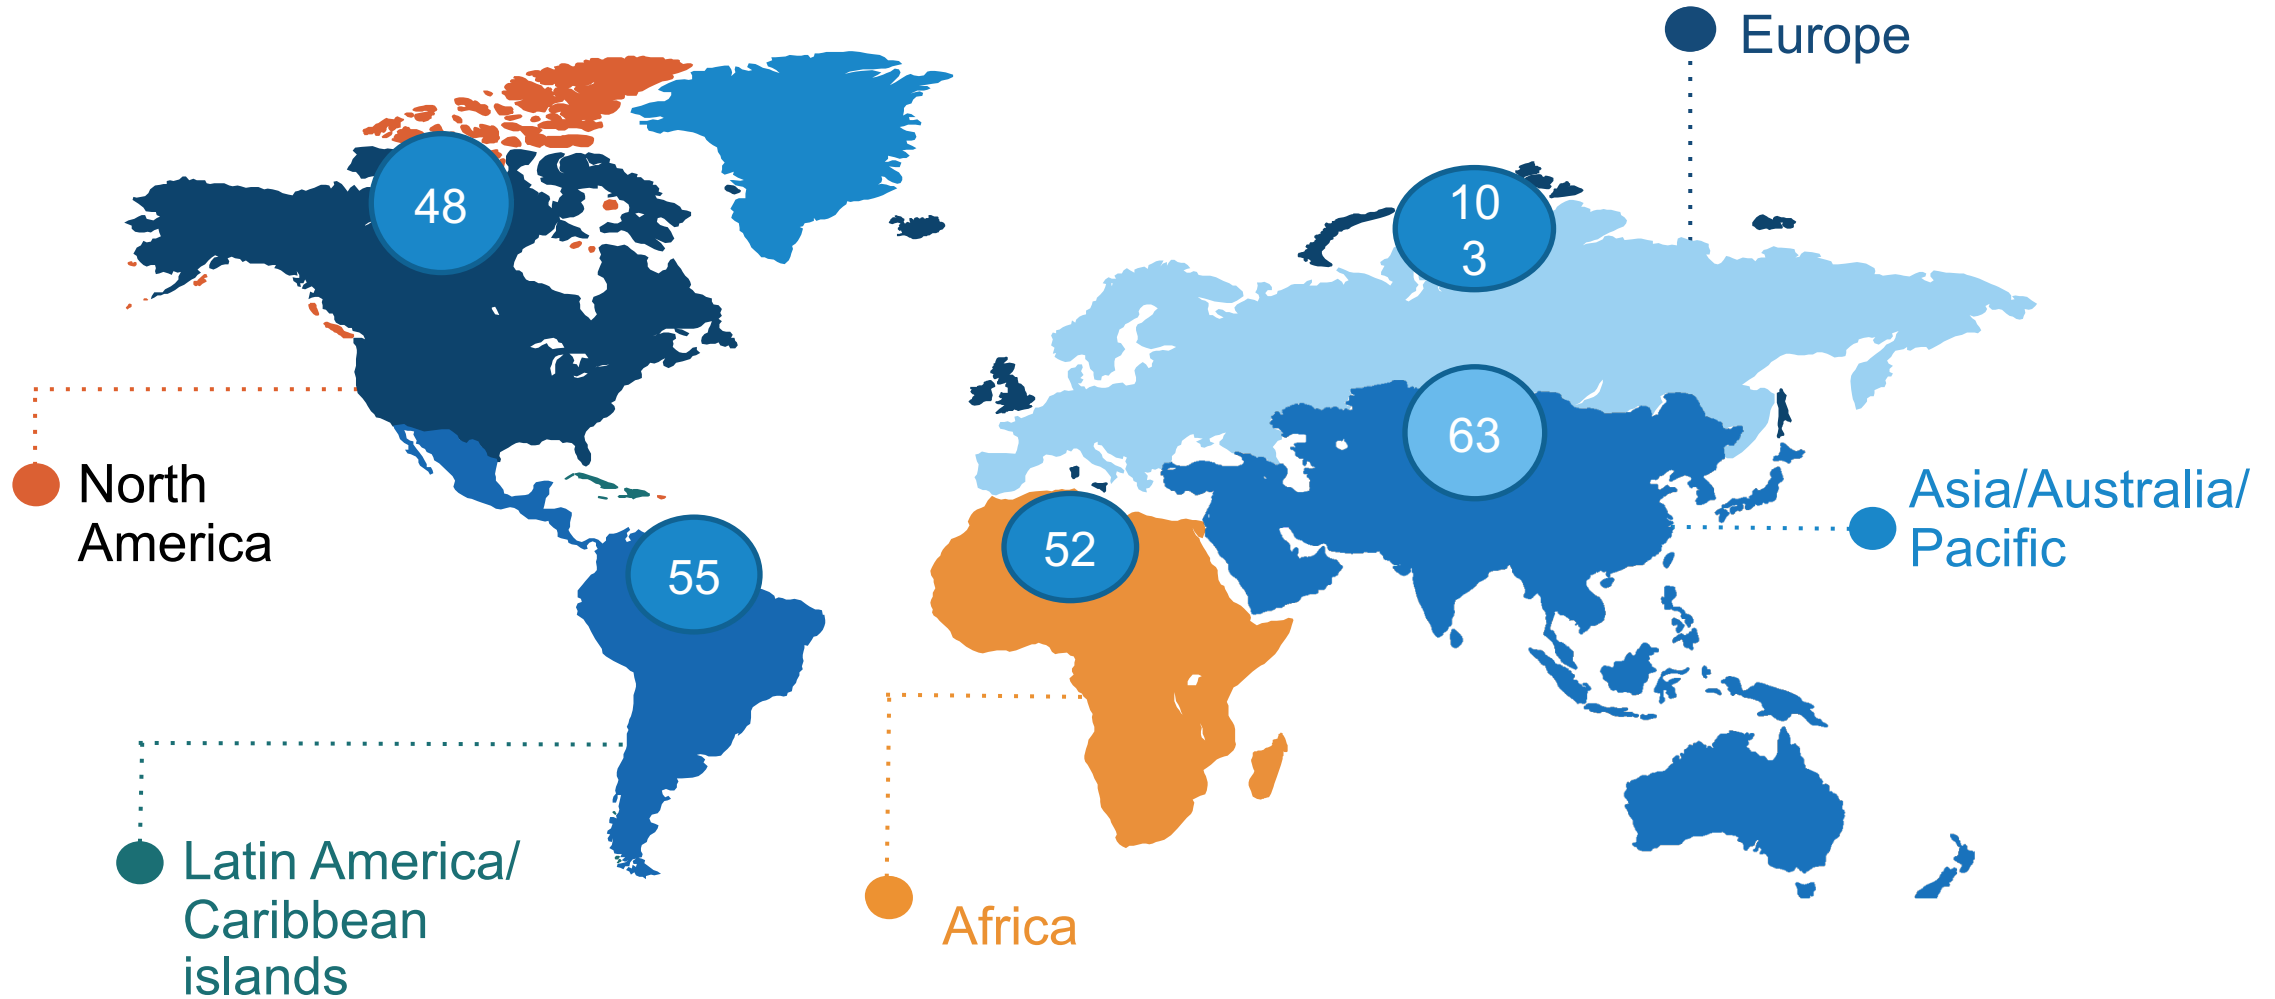 Europe
48
10
3
63
North
America
Asia/Australia/
Pacific
55
52
Latin America/
Caribbean
islands
Africa